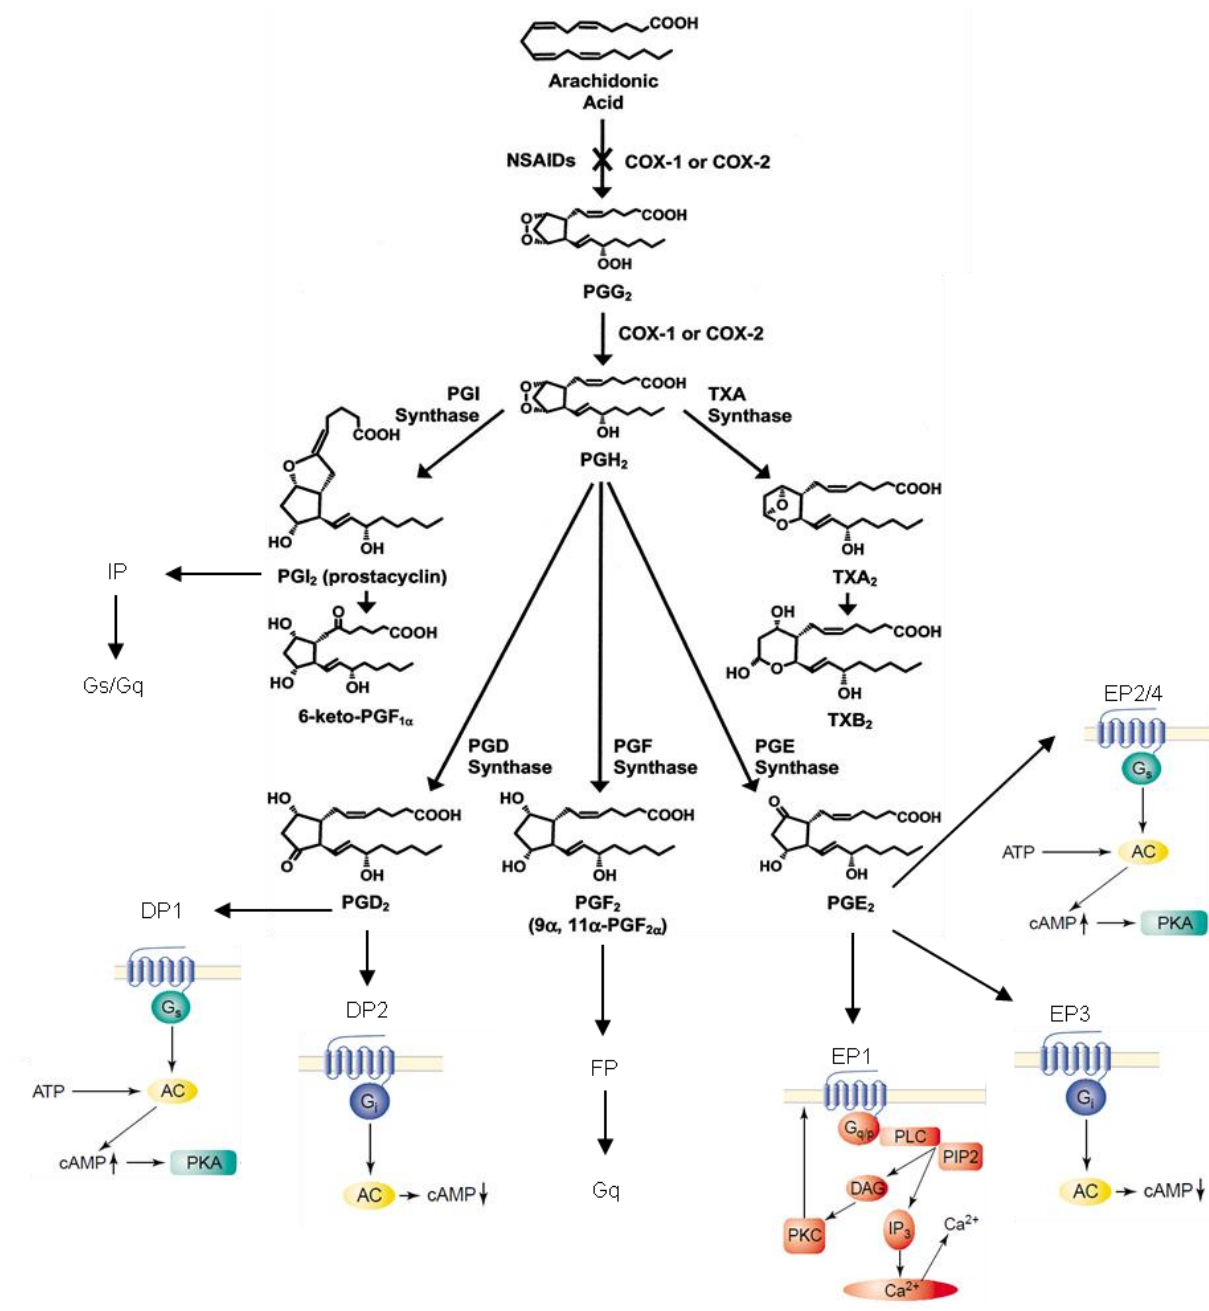 COOH
Arachidonic
Acid
NSAIDs
COX-1 or COX-2
O
O
COOH
OOH
PGG₂
COX-1 or COX-2
PGI
Synthase
O
O
COOH
OH
PGH₂
TXA
Synthase
COOH
O
HO
OH
PGI₂ (prostacyclin)
O
O
COOH
OH
TXA₂
IP
Gs/Gq
HO
O
COOH
HO
OH
6-keto-PGF₁α
OH
COOH
HO
O
OH
TXB₂
PGD
Synthase
PGF
Synthase
PGE
Synthase
HO
COOH
O
OH
PGD₂
HO
COOH
HO
OH
PGF₂
(9α, 11α-PGF₂α)
O
COOH
HO
OH
PGE₂
EP2/4
Gₛ
ATP
AC
cAMP
PKA
DP1
Gₛ
ATP
AC
cAMP
PKA
DP2
Gᵢ
AC
cAMP
FP
Gq
EP1
Gq/p
PLC
PIP2
DAG
PKC
IP₃
Ca²⁺
Ca²⁺
EP3
Gᵢ
AC
cAMP